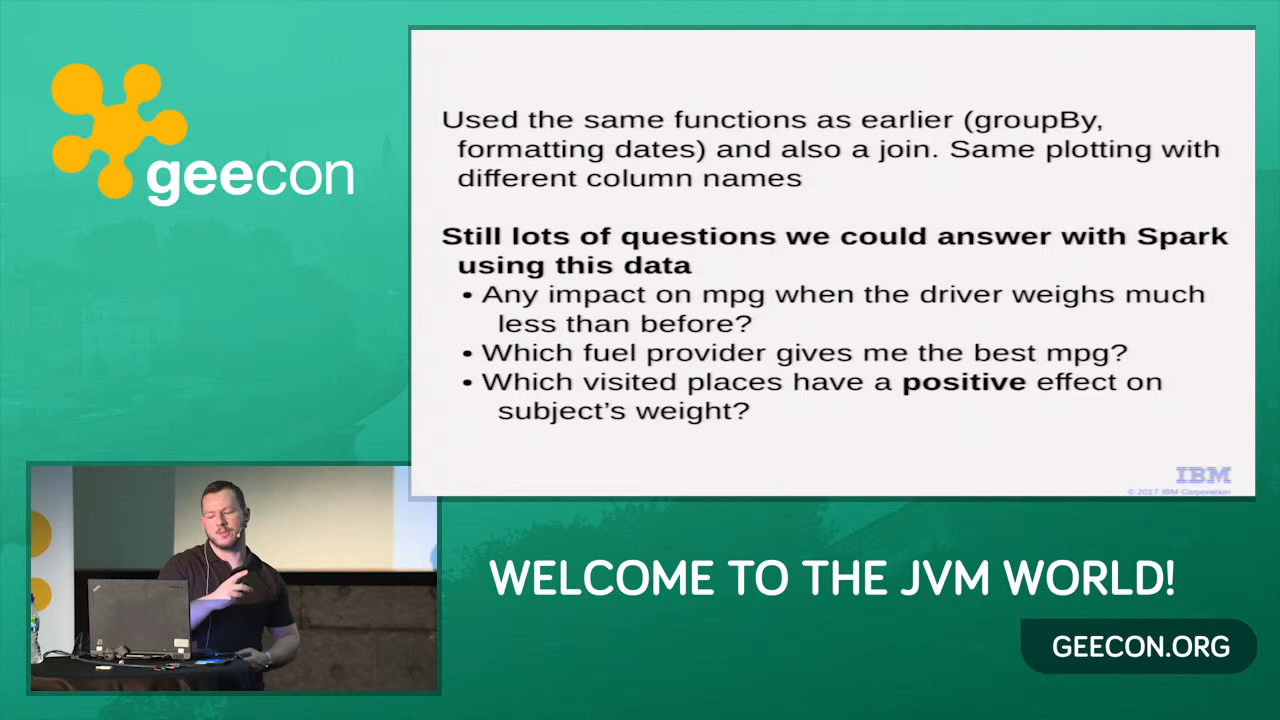 geecon
Used the same functions as earlier (groupBy,
formatting dates) and also a join. Same plotting with
different column names
Still lots of questions we could answer with Spark
using this data
• Any impact on mpg when the driver weighs much
less than before?
• Which fuel provider gives me the best mpg?
• Which visited places have a positive effect on
subject’s weight?
IBM
© 2017 IBM Corporation
WELCOME TO THE JVM WORLD!
GEECON.ORG